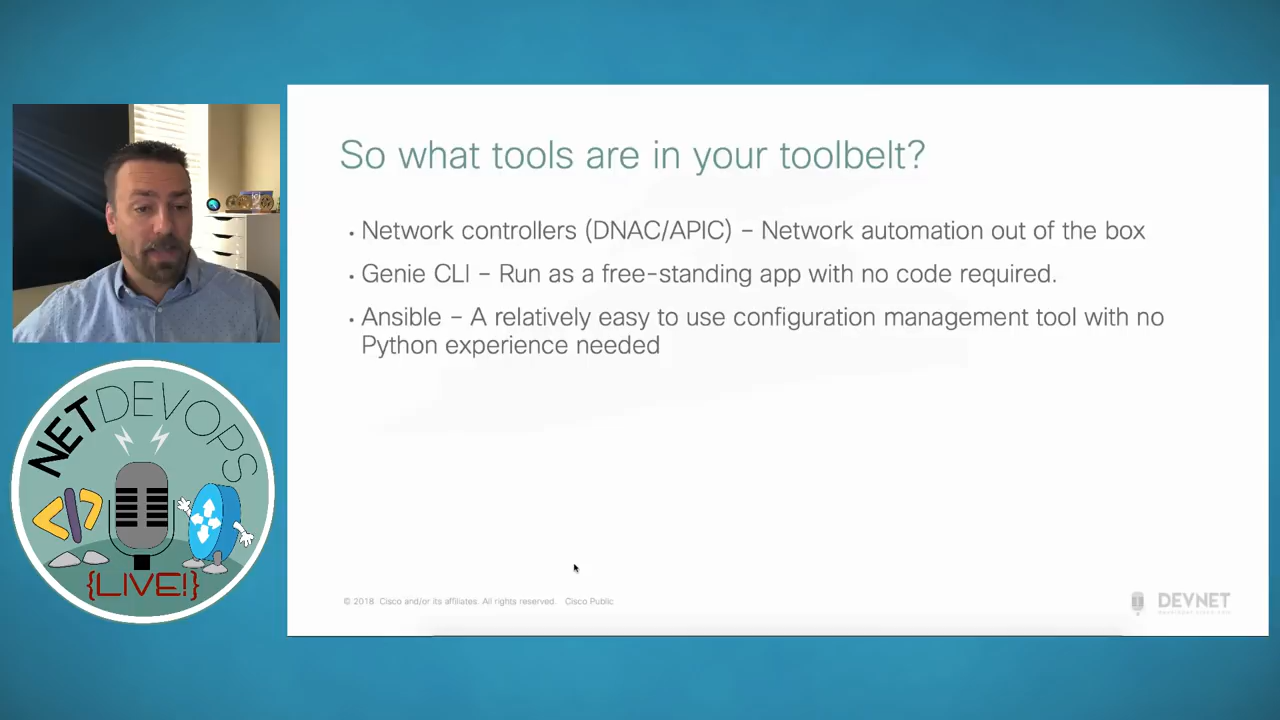 So what tools are in your toolbelt?
• Network controllers (DNAC/APIC) – Network automation out of the box
• Genie CLI – Run as a free-standing app with no code required.
• Ansible – A relatively easy to use configuration management tool with no
Python experience needed
NETDEVOPS
</>
{LIVE!}
© 2018 Cisco and/or its affiliates. All rights reserved. Cisco Public
DEVNET